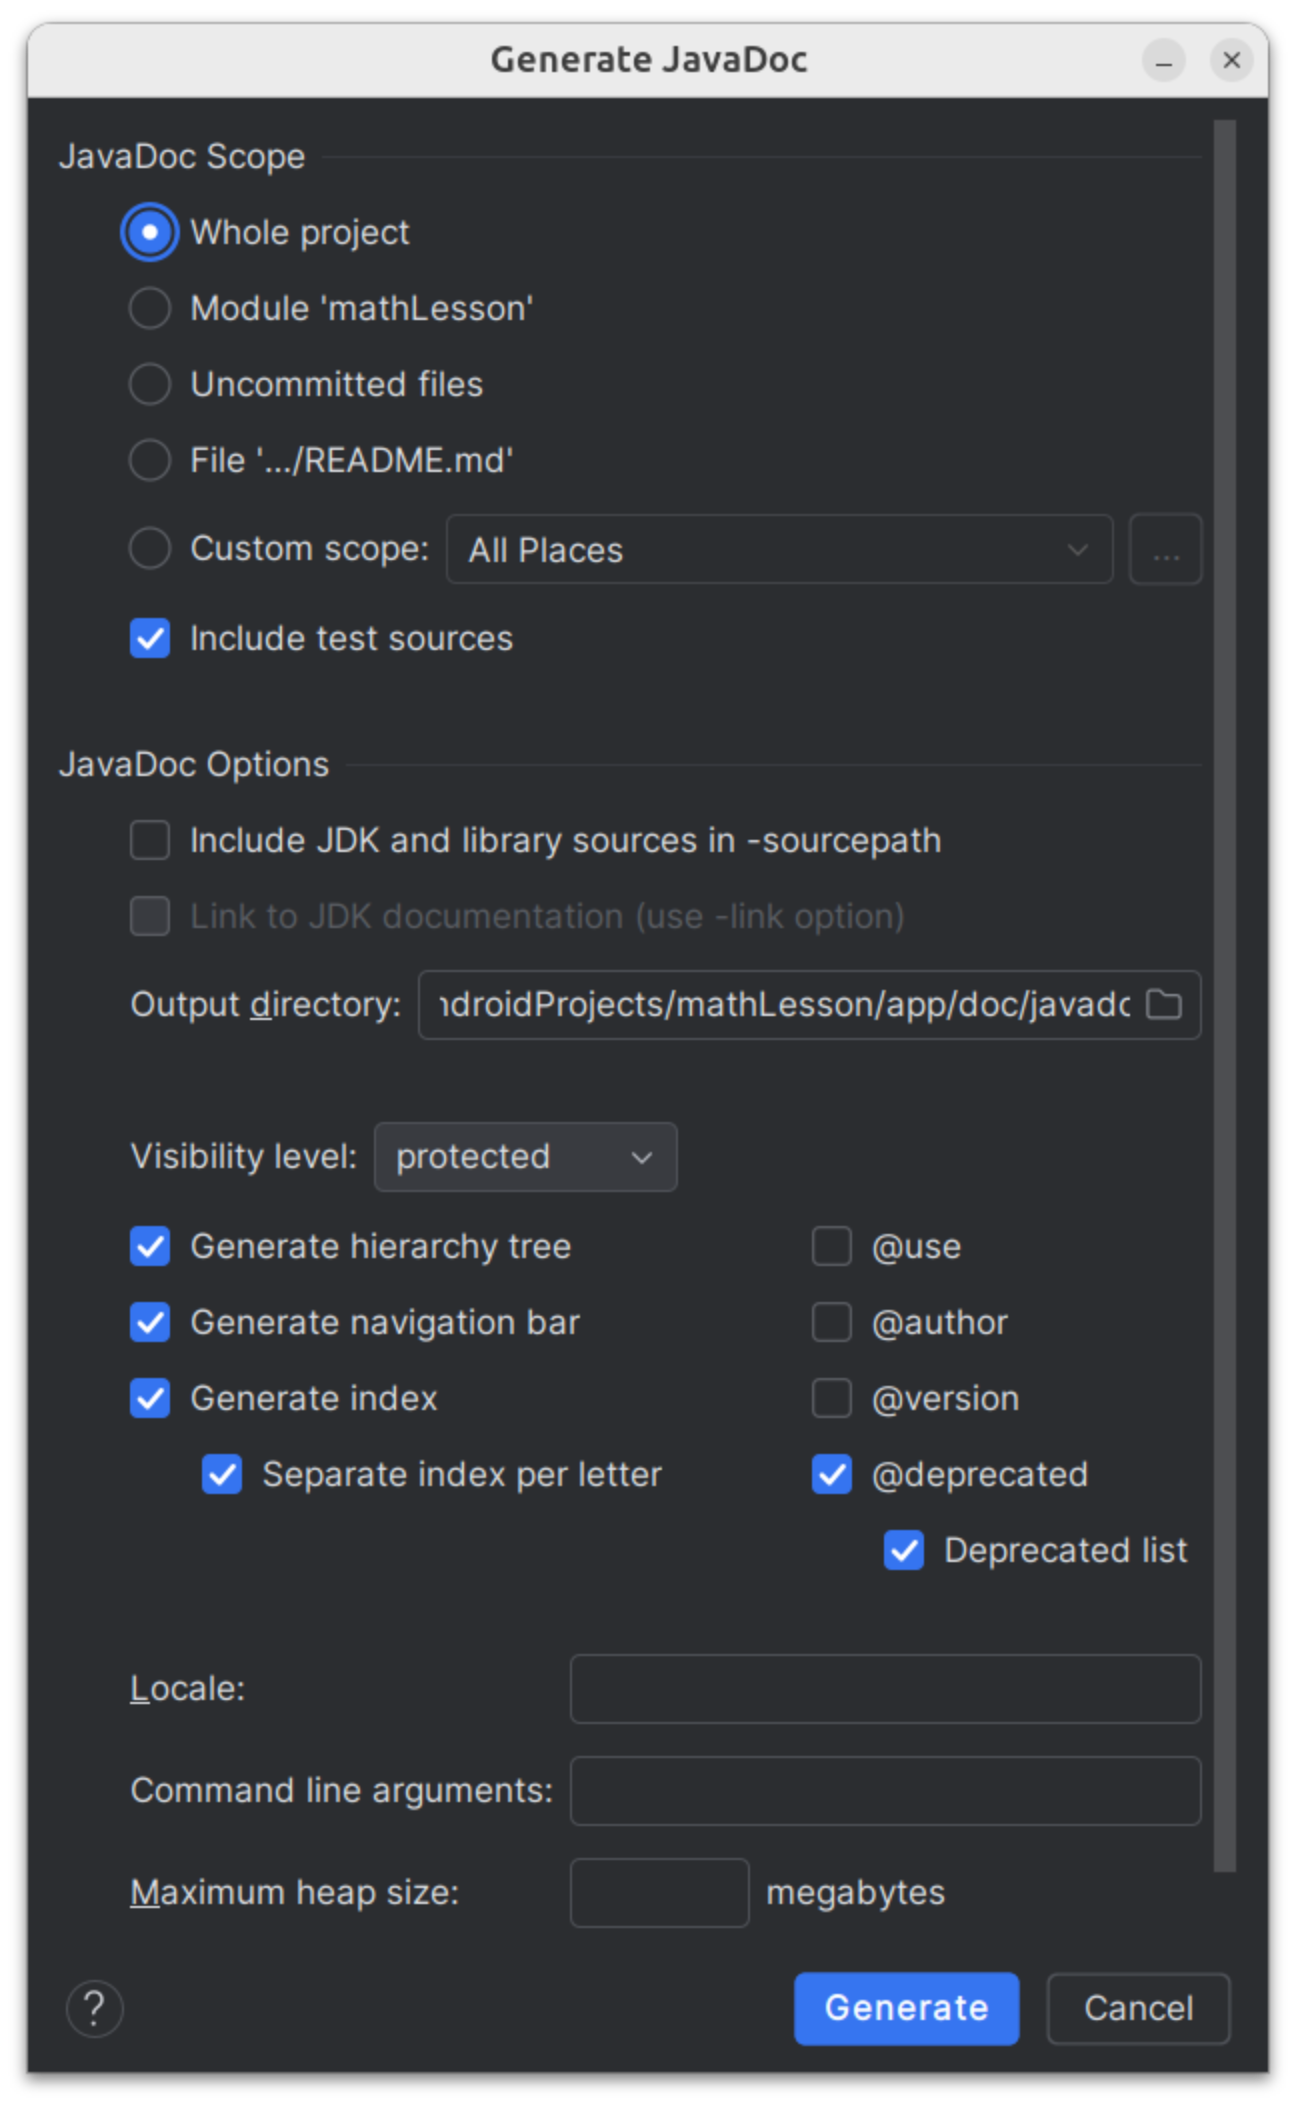 Generate JavaDoc
JavaDoc Scope
Whole project
Module 'mathLesson'
Uncommitted files
File '.../README.md'
Custom scope: All Places ...
Include test sources
JavaDoc Options
Include JDK and library sources in -sourcepath
Link to JDK documentation (use -link option)
Output directory: ndroidProjects/mathLesson/app/doc/javadc
Visibility level: protected
Generate hierarchy tree @use
Generate navigation bar @author
Generate index @version
Separate index per letter @deprecated
Deprecated list
Locale:
Command line arguments:
Maximum heap size: megabytes
? Generate Cancel